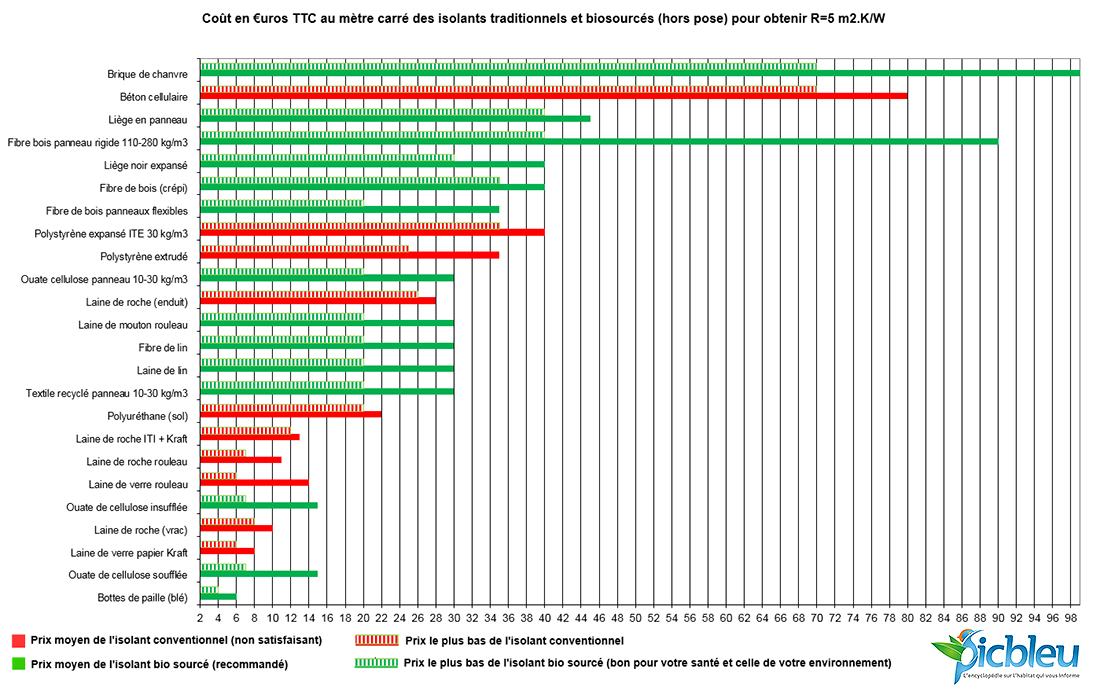 Coût en €uros TTC au mètre carré des isolants traditionnels et biosourcés (hors pose) pour obtenir R=5 m2.K/W
Brique de chanvre
Béton cellulaire
Liège en panneau
Fibre bois panneau rigide 110-280 kg/m3
Liège noir expansé
Fibre de bois (crépi)
Fibre de bois panneaux flexibles
Polystyrène expansé ITE 30 kg/m3
Polystyrène extrudé
Ouate cellulose panneau 10-30 kg/m3
Laine de roche (enduit)
Laine de mouton rouleau
Fibre de lin
Laine de lin
Textile recyclé panneau 10-30 kg/m3
Polyuréthane (sol)
Laine de roche ITI + Kraft
Laine de roche rouleau
Laine de verre rouleau
Ouate de cellulose insufflée
Laine de roche (vrac)
Laine de verre papier Kraft
Ouate de cellulose soufflée
Bottes de paille (blé)
2 4 6 8 10 12 14 16 18 20 22 24 26 28 30 32 34 36 38 40 42 44 46 48 50 52 54 56 58 60 62 64 66 68 70 72 74 76 78 80 82 84 86 88 90 92 94 96 98
Prix moyen de l'isolant conventionnel (non satisfaisant)
Prix le plus bas de l'isolant conventionnel
Prix moyen de l'isolant bio sourcé (recommandé)
Prix le plus bas de l'isolant bio sourcé (bon pour votre santé et celle de votre environnement)
picbleu
L'encyclopédie sur l'habitat qui vous informe